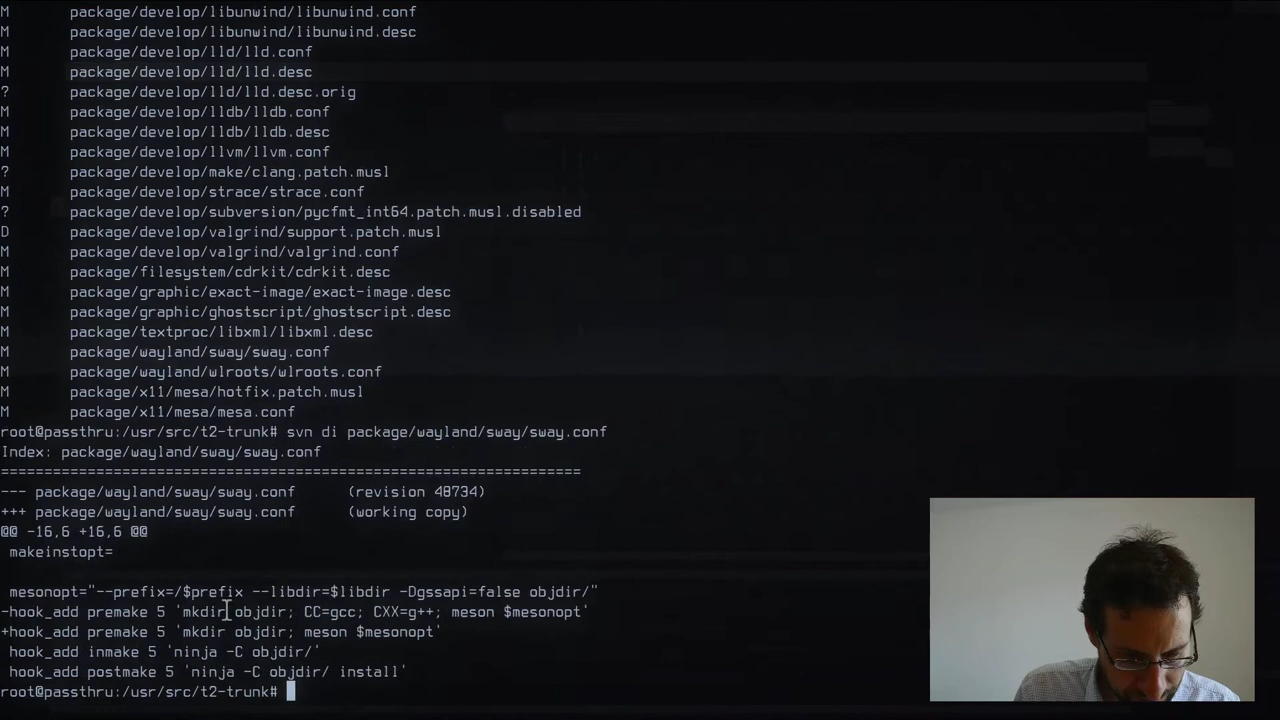 M       package/develop/libunwind/libunwind.conf
M       package/develop/libunwind/libunwind.desc
M       package/develop/lld/lld.conf
M       package/develop/lld/lld.desc
?       package/develop/lld/lld.desc.orig
M       package/develop/lldb/lldb.conf
M       package/develop/lldb/lldb.desc
M       package/develop/llvm/llvm.conf
?       package/develop/make/clang.patch.musl
M       package/develop/strace/strace.conf
?       package/develop/subversion/pycfmt_int64.patch.musl.disabled
D       package/develop/valgrind/support.patch.musl
M       package/develop/valgrind/valgrind.conf
M       package/filesystem/cdrkit/cdrkit.desc
M       package/graphic/exact-image/exact-image.desc
M       package/graphic/ghostscript/ghostscript.desc
M       package/textproc/libxml/libxml.desc
M       package/wayland/sway/sway.conf
M       package/wayland/wlroots/wlroots.conf
M       package/x11/mesa/hotfix.patch.musl
M       package/x11/mesa/mesa.conf
root@passthru:/usr/src/t2-trunk# svn di package/wayland/sway/sway.conf
Index: package/wayland/sway/sway.conf
===================================================================
--- package/wayland/sway/sway.conf      (revision 48734)
+++ package/wayland/sway/sway.conf      (working copy)
@@ -16,6 +16,6 @@
 makeinstopt=
 mesonopt="--prefix=/$prefix --libdir=$libdir -Dgssapi=false objdir/"
-hook_add premake 5 'mkdir objdir; CC=gcc; CXX=g++; meson $mesonopt'
+hook_add premake 5 'mkdir objdir; meson $mesonopt'
 hook_add inmake 5 'ninja -C objdir/'
 hook_add postmake 5 'ninja -C objdir/ install'
root@passthru:/usr/src/t2-trunk#